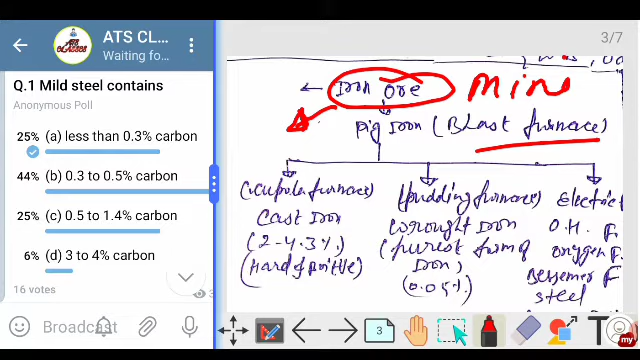 ATS CL
Waiting fo...
Q.1 Mild steel contains
Anonymous Poll
25% (a) less than 0.3% carbon
44% (b) 0.3 to 0.5% carbon
25% (c) 0.5 to 1.4% carbon
6% (d) 3 to 4% carbon
16 votes
3
Broadcast
3/7
Iron Ore
mine
pig Iron (Blast furnace)
(cupola furnace)
Cast Iron
(2-4.3%)
(pudding furnace)
wrought Iron
(purest form of
Iron)
(0.05%)
Electric F
O.H. F.
oxygen F.
Bessemer F
steel
3
my